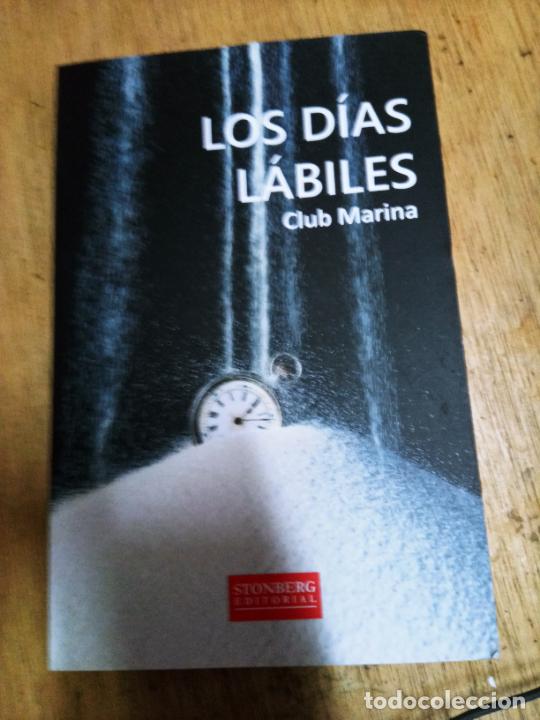 LOS DÍAS
LÁBILES
Club Marina
STONBERG
EDITORIAL
todocoleccion